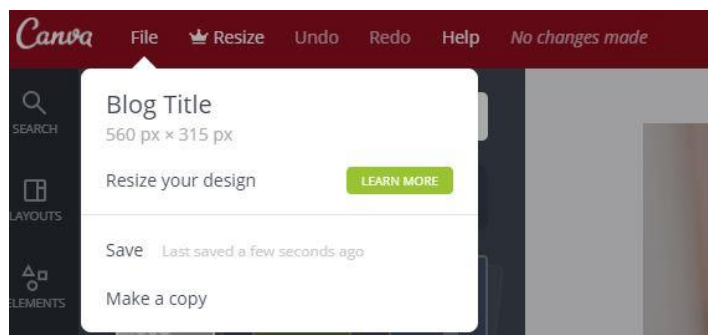 Canva File Resize Undo Redo Help No changes made
Blog Title
560 px × 315 px
Resize your design LEARN MORE
Save Last saved a few seconds ago
Make a copy
SEARCH
LAYOUTS
ELEMENTS